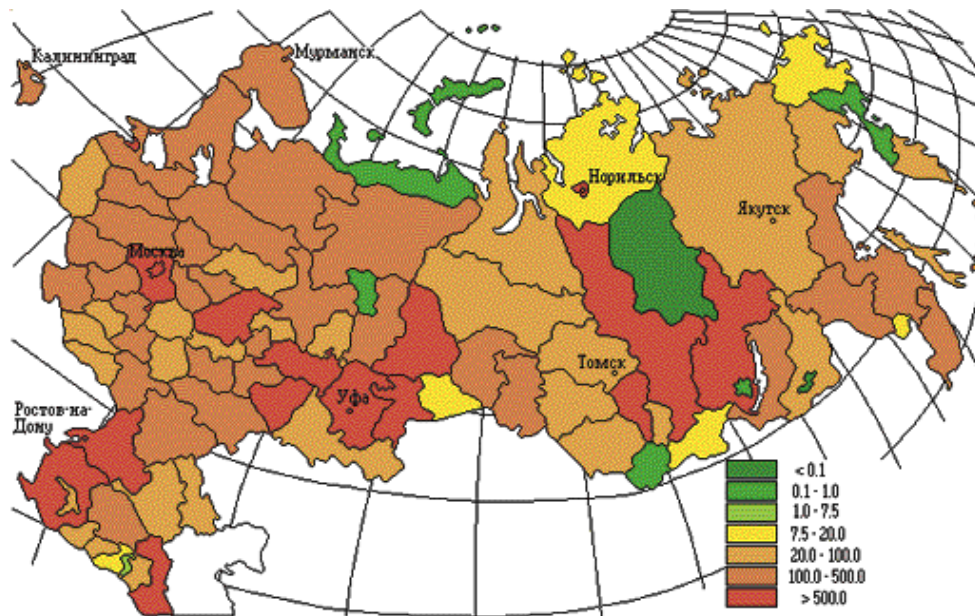 Калининград
Мурманск
Норильск
Якутск
Москва
Томск
Уфа
Ростов-на-
Дону
< 0.1
0.1 - 1.0
1.0 - 7.5
7.5 - 20.0
20.0 - 100.0
100.0 - 500.0
> 500.0